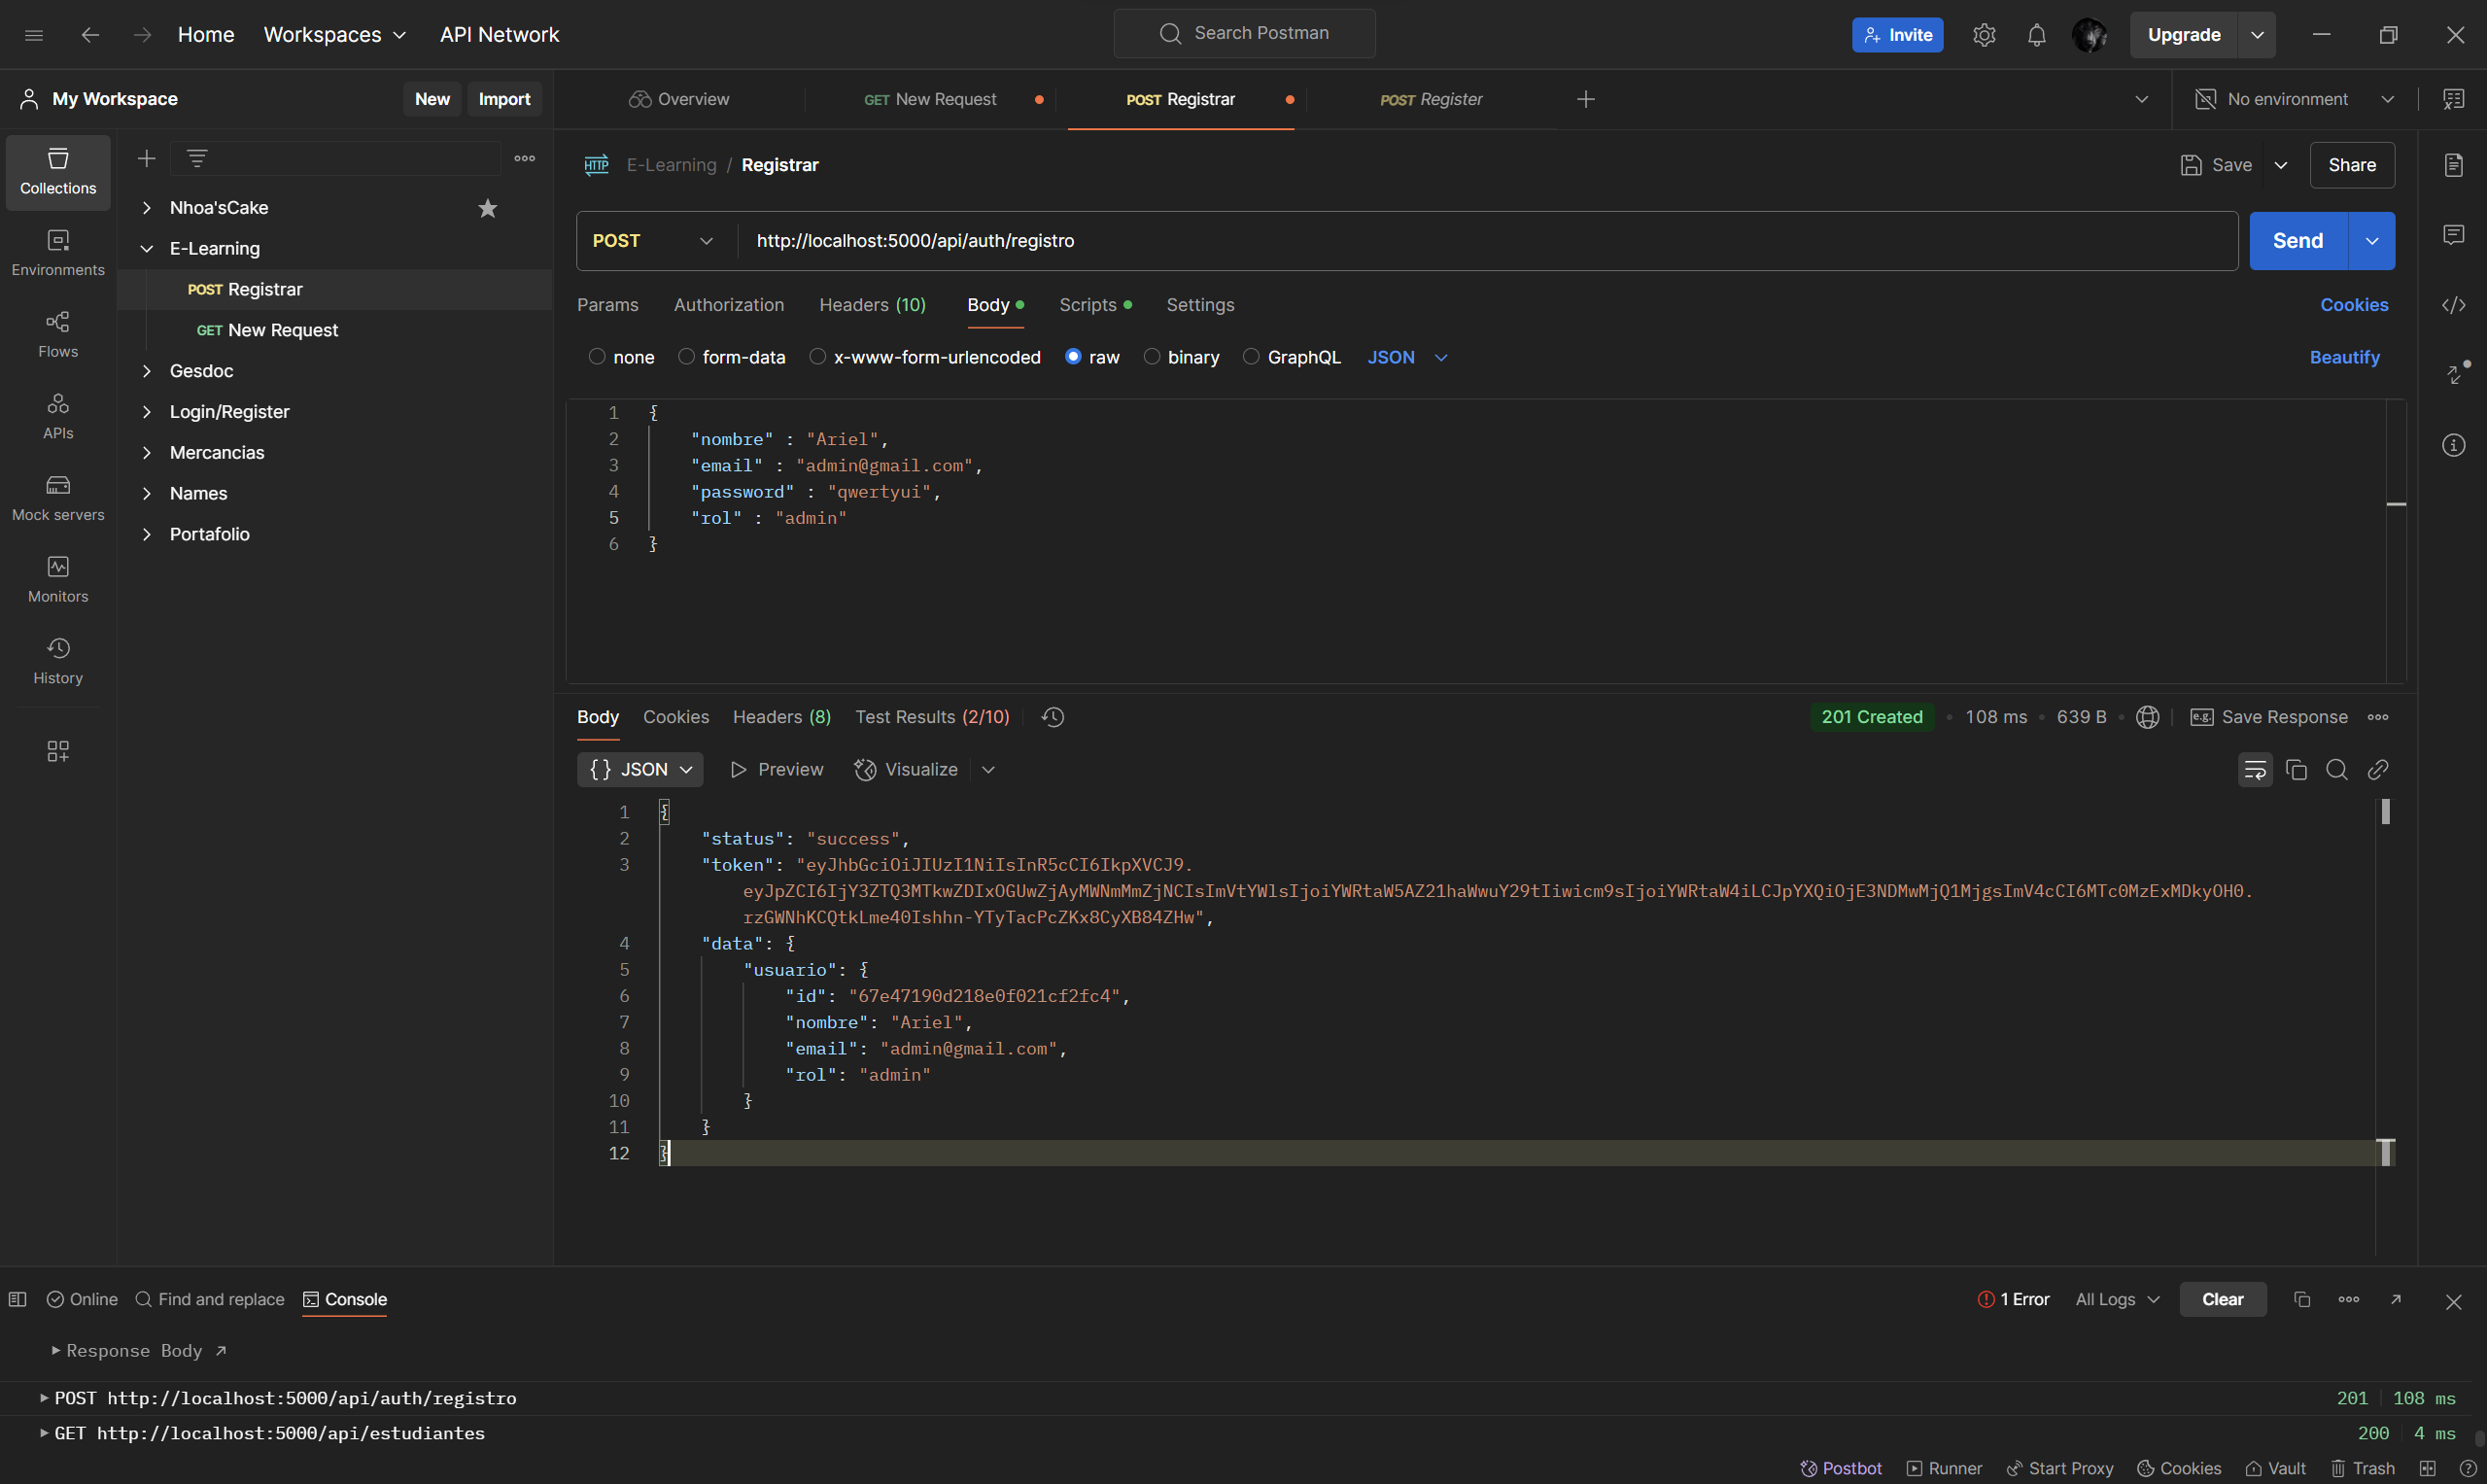 Home Workspaces API Network Search Postman Invite Upgrade
My Workspace New Import Overview GET New Request POST Registrar POST Register No environment
Collections
Environments
Flows
APIs
Mock servers
Monitors
History
Nhoa'sCake
E-Learning
POST Registrar
GET New Request
Gesdoc
Login/Register
Mercancias
Names
Portafolio
HTTP E-Learning / Registrar Save Share
POST http://localhost:5000/api/auth/registro Send
Params Authorization Headers (10) Body Scripts Settings Cookies
none form-data x-www-form-urlencoded raw binary GraphQL JSON Beautify
1 {
2 "nombre" : "Ariel",
3 "email" : "admin@gmail.com",
4 "password" : "qwertyui",
5 "rol" : "admin"
6 }
Body Cookies Headers (8) Test Results (2/10) 201 Created 108 ms 639 B e.g. Save Response
{} JSON Preview Visualize
1 {
2 "status": "success",
3 "token": "eyJhbGciOiJIUzI1NiIsInR5cCI6IkpXVCJ9.
eyJpZCI6IjY3ZTQ3MTkwZDIxOGUwZjAyMWNmMmZjNCIsImVtYWlsIjoiYWRtaW5AZ21haWwuY29tIiwicm9sIjoiYWRtaW4iLCJpYXQiOjE3NDMwMjQ1MjgsImV4cCI6MTc0MzExMDkyOH0.
rzGWNhKCQtkLme40Ishhn-YTyTacPcZKx8CyXB84ZHw",
4 "data": {
5 "usuario": {
6 "id": "67e47190d218e0f021cf2fc4",
7 "nombre": "Ariel",
8 "email": "admin@gmail.com",
9 "rol": "admin"
10 }
11 }
12 }
Online Find and replace Console 1 Error All Logs Clear
Response Body
POST http://localhost:5000/api/auth/registro 201 108 ms
GET http://localhost:5000/api/estudiantes 200 4 ms
Postbot Runner Start Proxy Cookies Vault Trash